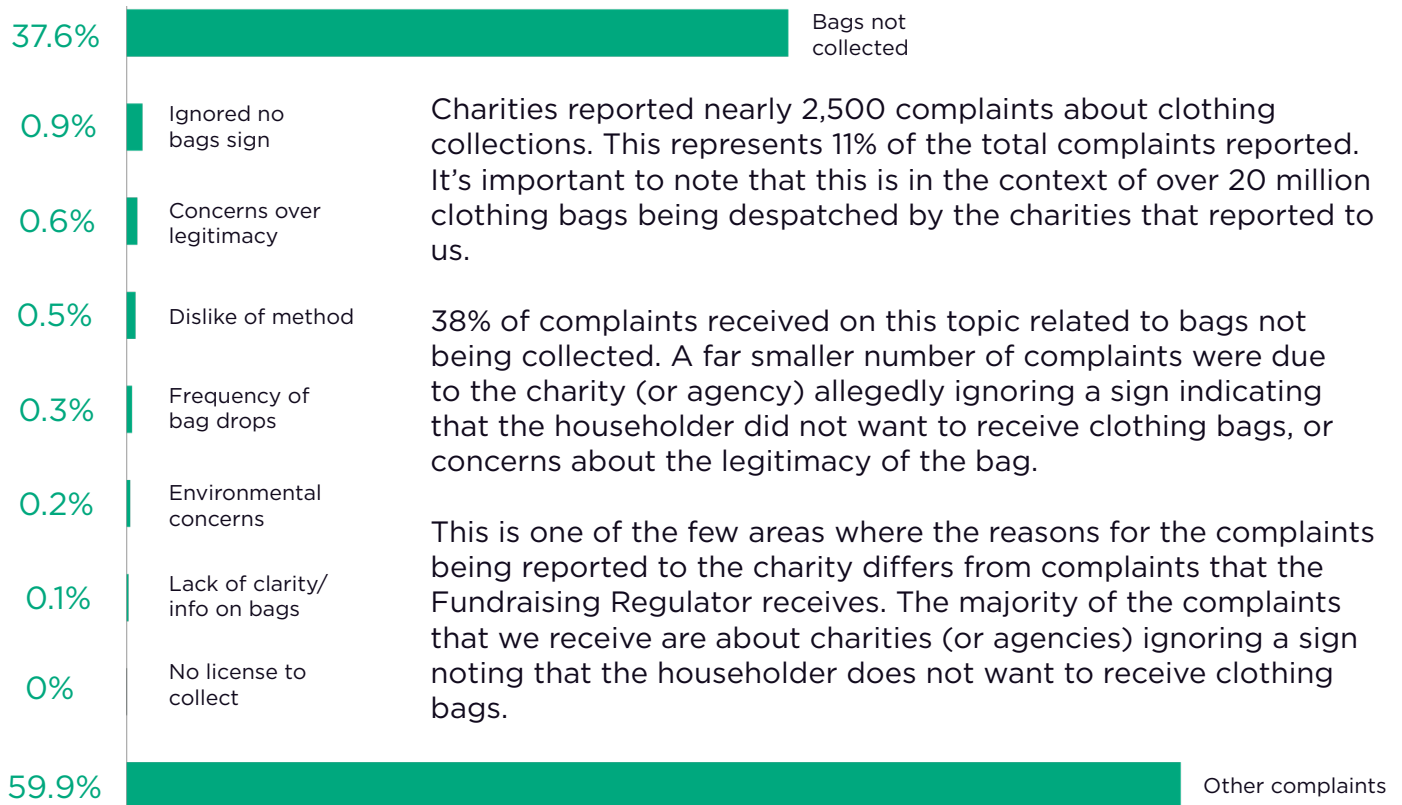 37.6%
Bags not
collected
0.9%
Ignored no
bags sign
0.6%
Concerns over
legitimacy
0.5%
Dislike of method
0.3%
Frequency of
bag drops
0.2%
Environmental
concerns
0.1%
Lack of clarity/
info on bags
0%
No license to
collect
59.9%
Other complaints
Charities reported nearly 2,500 complaints about clothing
collections. This represents 11% of the total complaints reported.
It’s important to note that this is in the context of over 20 million
clothing bags being despatched by the charities that reported to
us.
38% of complaints received on this topic related to bags not
being collected. A far smaller number of complaints were due
to the charity (or agency) allegedly ignoring a sign indicating
that the householder did not want to receive clothing bags, or
concerns about the legitimacy of the bag.
This is one of the few areas where the reasons for the complaints
being reported to the charity differs from complaints that the
Fundraising Regulator receives. The majority of the complaints
that we receive are about charities (or agencies) ignoring a sign
noting that the householder does not want to receive clothing
bags.